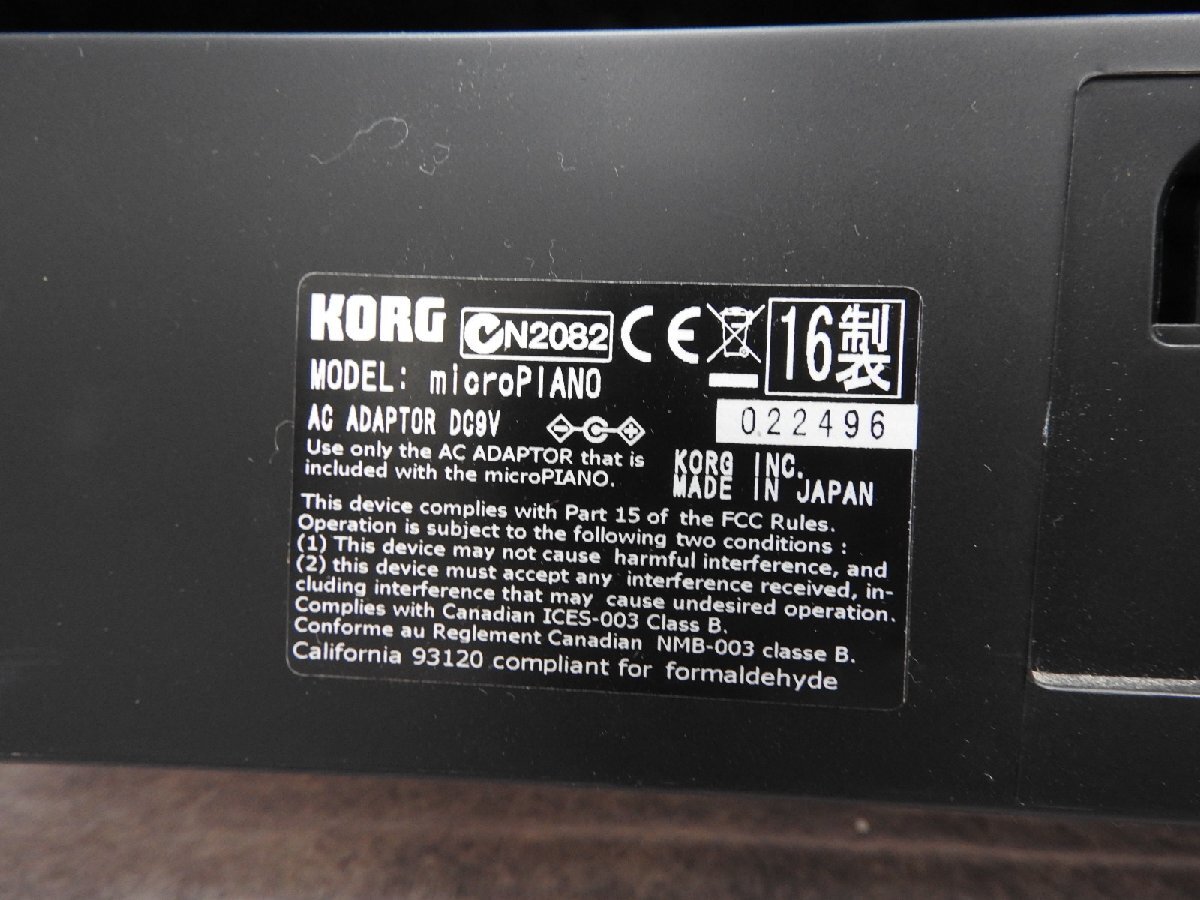 KORG N2082 CE 16製
MODEL: microPIANO
022496
AC ADAPTOR DC9V
Use only the AC ADAPTOR that is
included with the microPIANO.
KORG INC.
MADE IN JAPAN
This device complies with Part 15 of the FCC Rules.
Operation is subject to the following two conditions :
(1) This device may not cause harmful interference, and
(2) this device must accept any interference received, in-
cluding interference that may cause undesired operation.
Complies with Canadian ICES-003 Class B.
Conforme au Reglement Canadian NMB-003 classe B.
California 93120 compliant for formaldehyde